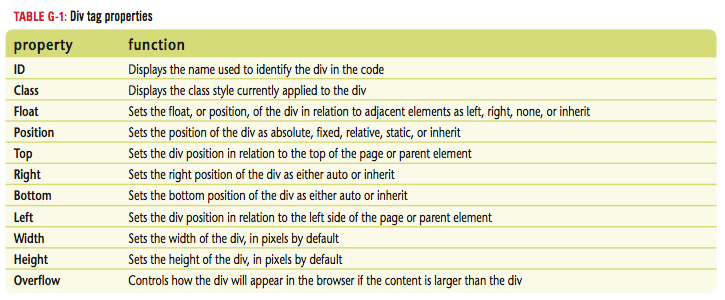 TABLE G-1: Div tag properties
property function
ID Displays the name used to identify the div in the code
Class Displays the class style currently applied to the div
Float Sets the float, or position, of the div in relation to adjacent elements as left, right, none, or inherit
Position Sets the position of the div as absolute, fixed, relative, static, or inherit
Top Sets the div position in relation to the top of the page or parent element
Right Sets the right position of the div as either auto or inherit
Bottom Sets the bottom position of the div as either auto or inherit
Left Sets the div position in relation to the left side of the page or parent element
Width Sets the width of the div, in pixels by default
Height Sets the height of the div, in pixels by default
Overflow Controls how the div will appear in the browser if the content is larger than the div